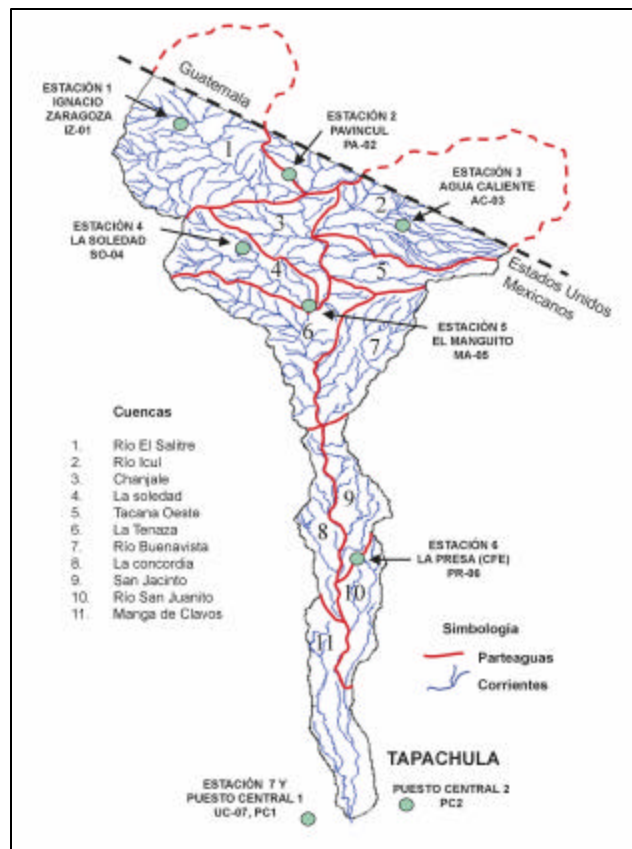 Guatemala
ESTACIÓN 1
IGNACIO
ZARAGOZA
IZ-01
ESTACIÓN 2
PAVINCUL
PA-02
ESTACIÓN 3
AGUA CALIENTE
AC-03
1
2
3
ESTACIÓN 4
LA SOLEDAD
SO-04
4
5
Estados Unidos
Mexicanos
6
ESTACIÓN 5
EL MANGUITO
MA-05
7
Cuencas
1. Río El Salitre
2. Río Icul
3. Chanjale
4. La soledad
5. Tacana Oeste
6. La Tenaza
7. Río Buenavista
8. La concordia
9. San Jacinto
10. Río San Juanito
11. Manga de Clavos
9
8
ESTACIÓN 6
LA PRESA (CFE)
PR-06
10
11
Simbología
Parteaguas
Corrientes
TAPACHULA
ESTACIÓN 7 Y
PUESTO CENTRAL 1
UC-07, PC1
PUESTO CENTRAL 2
PC2